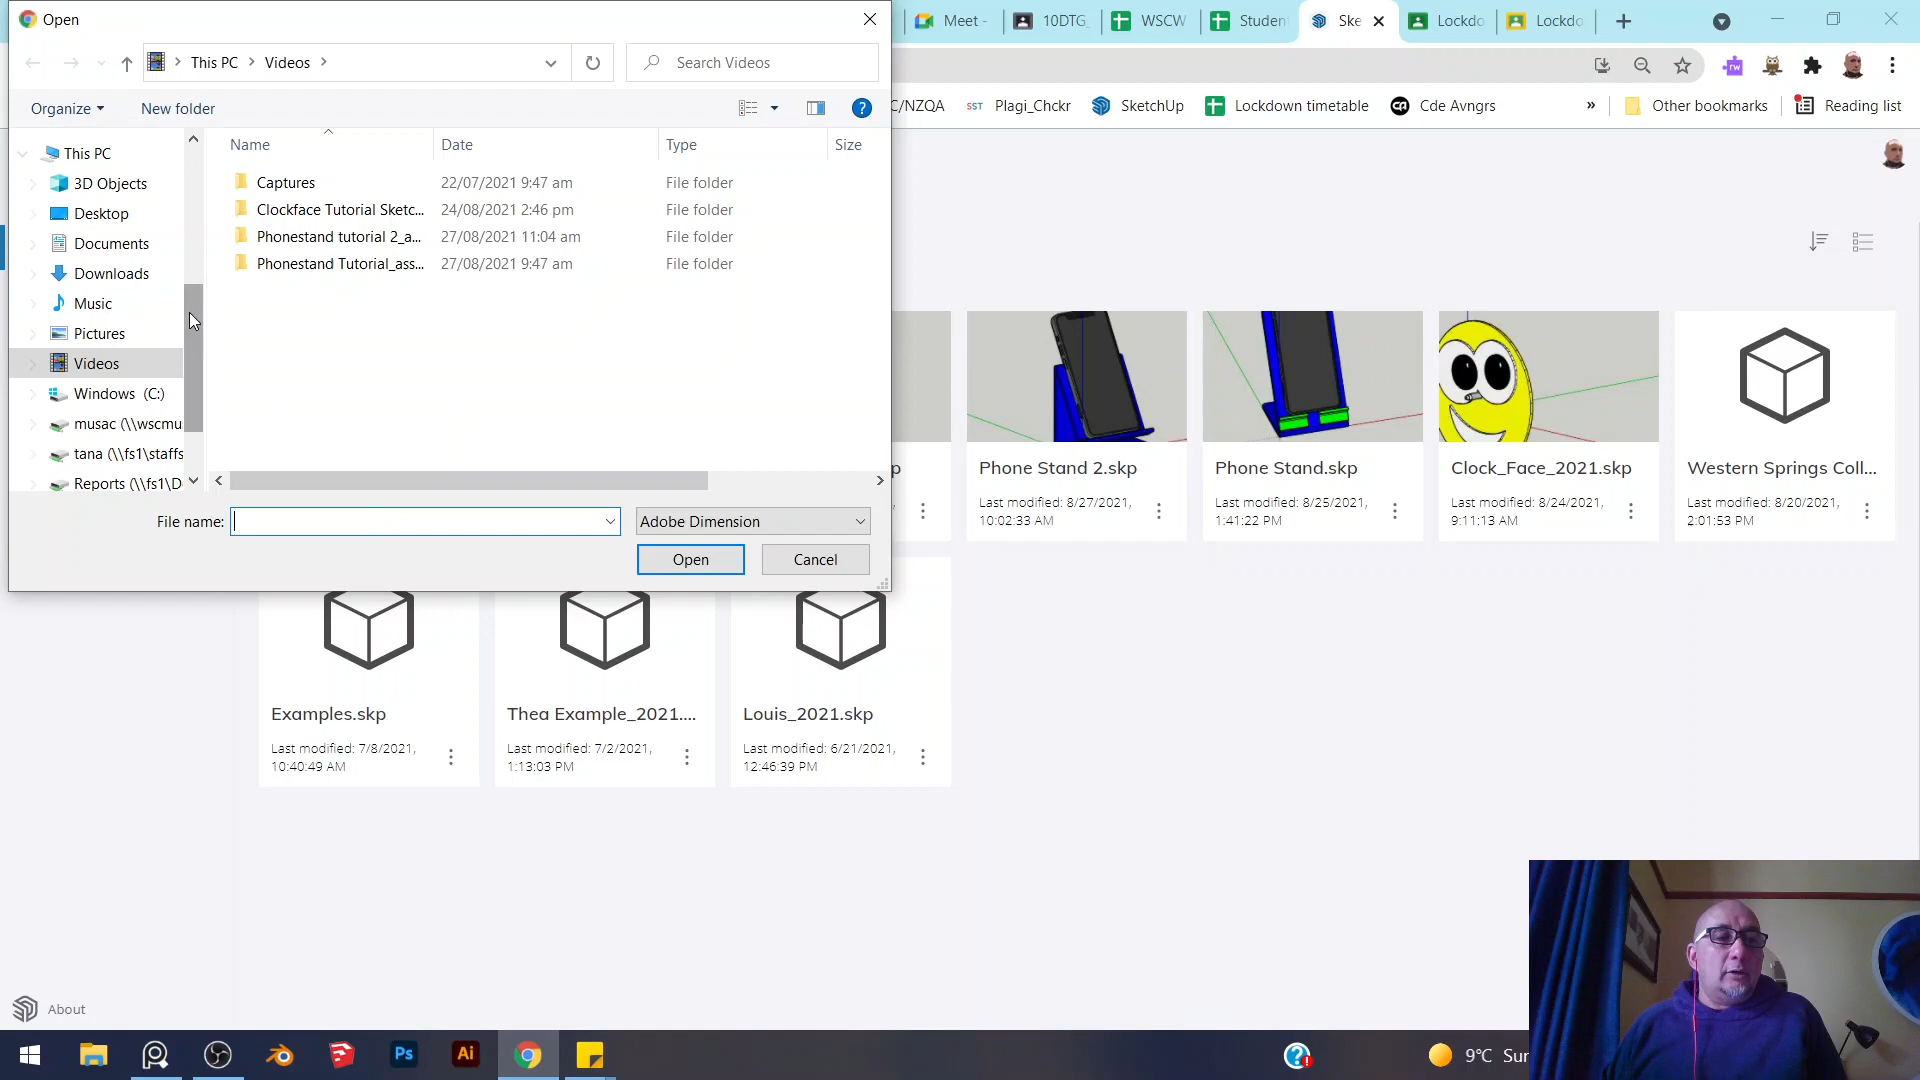 Open
Meet -
10DTG_
WSCW
Studen
Ske
Lockdo
Lockdo
This PC
Videos
Search Videos
Organize
New folder
C/NZQA
SST
Plagi_Chckr
SketchUp
Lockdown timetable
Cde Avngrs
»
Other bookmarks
Reading list
Name
Date
Type
Size
This PC
3D Objects
Desktop
Documents
Downloads
Music
Pictures
Videos
Windows (C:)
musac (\\wscmu
tana (\\fs1\staffs
Reports (\\fs1\D
Captures
22/07/2021 9:47 am
File folder
Clockface Tutorial Sketc...
24/08/2021 2:46 pm
File folder
Phonestand tutorial 2_a...
27/08/2021 11:04 am
File folder
Phonestand Tutorial_ass...
27/08/2021 9:47 am
File folder
File name:
Adobe Dimension
Open
Cancel
p
Phone Stand 2.skp
Last modified: 8/27/2021,
10:02:33 AM
Phone Stand.skp
Last modified: 8/25/2021,
1:41:22 PM
Clock_Face_2021.skp
Last modified: 8/24/2021,
9:11:13 AM
Western Springs Coll...
Last modified: 8/20/2021,
2:01:53 PM
Examples.skp
Last modified: 7/8/2021,
10:40:49 AM
Thea Example_2021....
Last modified: 7/2/2021,
1:13:03 PM
Louis_2021.skp
Last modified: 6/21/2021,
12:46:39 PM
About
Ps
Ai
9°C Sun